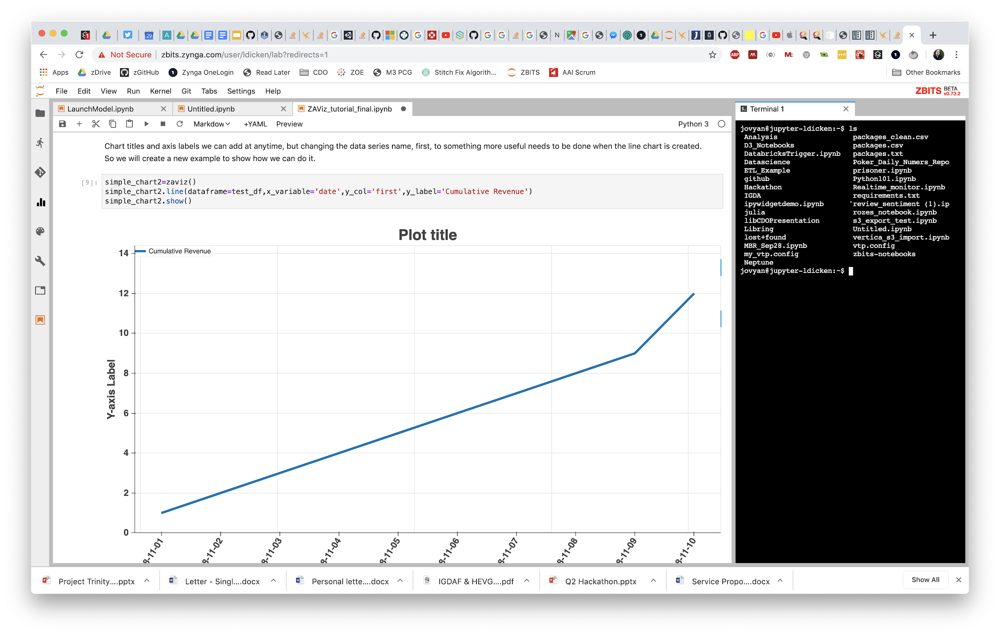 1
29
A
N
J
Not Secure | zbits.zynga.com/user/ldicken/lab?redirects=1
ABP M: 1
Apps zDrive zGitHub 1 Zynga OneLogin Read Later CDO ZOE M3 PCG Stitch Fix Algorith... ZBITS AAI Scrum Other Bookmarks
File Edit View Run Kernel Git Tabs Settings Help
ZBITS BETA
v0.73.2
LaunchModel.ipynb Untitled.ipynb ZAViz_tutorial_final.ipynb
Markdow +YAML Preview Python 3
Chart titles and axis labels we can add at anytime, but changing the data series name, first, to something more useful needs to be done when the line chart is created.
So we will create a new example to show how we can do it.
[9]:
simple_chart2=zaviz()
simple_chart2.line(dataframe=test_df,x_variable='date',y_col='first',y_label='Cumulative Revenue')
simple_chart2.show()
Plot title
Cumulative Revenue
14
12
10
8
6
4
2
0
Y-axis Label
8-11-01 8-11-02 8-11-03 8-11-04 8-11-05 8-11-06 8-11-07 8-11-08 8-11-09 8-11-10
Terminal 1
jovyan@jupyter-ldicken:~$ ls
Analysis packages_clean.csv
D3_Notebooks packages.csv
DatabricksTrigger.ipynb packages.txt
Datascience Poker_Daily_Numers_Repo
ETL_Example prisoner.ipynb
github Python101.ipynb
Hackathon Realtime_monitor.ipynb
IGDA requirements.txt
ipywidgetdemo.ipynb 'review_sentiment (1).ip
julia rozes_notebook.ipynb
libCDOPresentation s3_export_test.ipynb
Libring Untitled.ipynb
lost+found vertica_s3_import.ipynb
MBR_Sep28.ipynb vtp.config
my_vtp.config zbits-notebooks
Neptune
jovyan@jupyter-ldicken:~$
Project Trinity....pptx Letter - Singl....docx Personal lette....docx IGDAF & HEVG....pdf Q2 Hackathon.pptx Service Propo....docx Show All